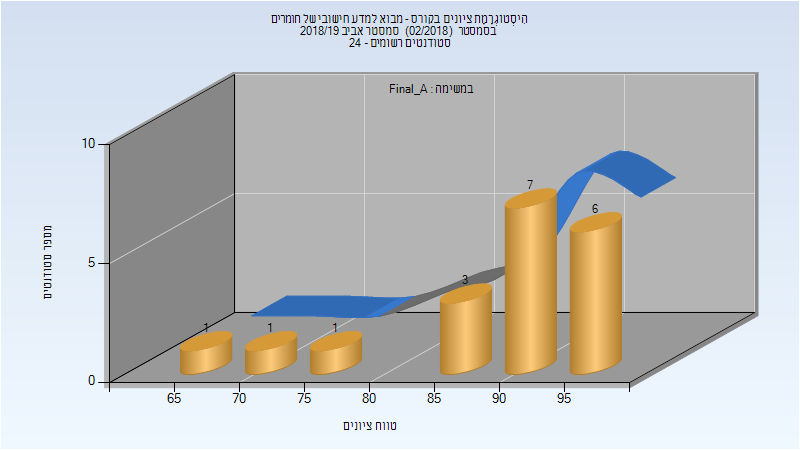 הִיסְטוֹגְרָמַת ציונים בקורס - מבוא למדע חישובי של חומרים
בסמסטר (02/2018) סמסטר אביב 2018/19
סטודנטים רשומים - 24
במשימה : Final_A
10
5
0
מספר סטודנטים
1
1
1
3
7
6
65
70
75
80
85
90
95
טווח ציונים